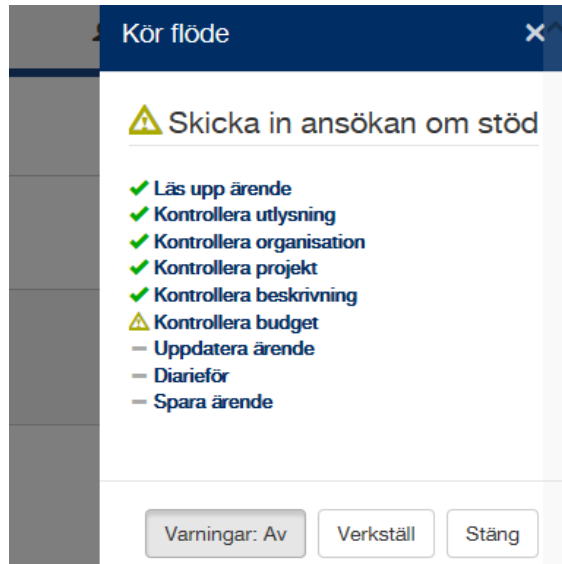 Kör flöde
Skicka in ansökan om stöd
Läs upp ärende
Kontrollera utlysning
Kontrollera organisation
Kontrollera projekt
Kontrollera beskrivning
Kontrollera budget
Uppdatera ärende
Diarieför
Spara ärende
Varningar: Av Verkställ Stäng